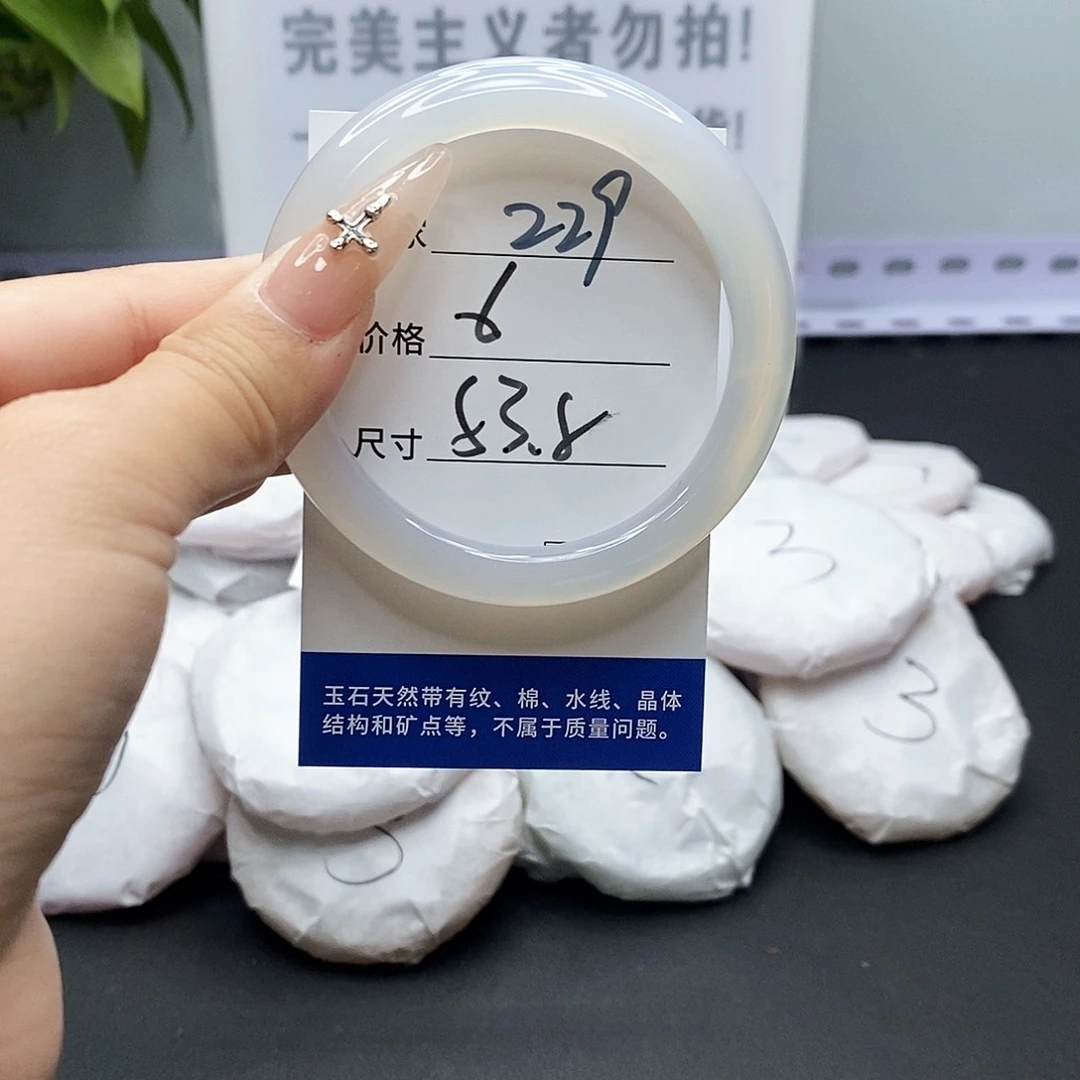 完美主义者勿拍!
229
价格 6
尺寸 53.8
玉石天然带有纹、棉、水线、晶体
结构和矿点等，不属于质量问题。
3
3